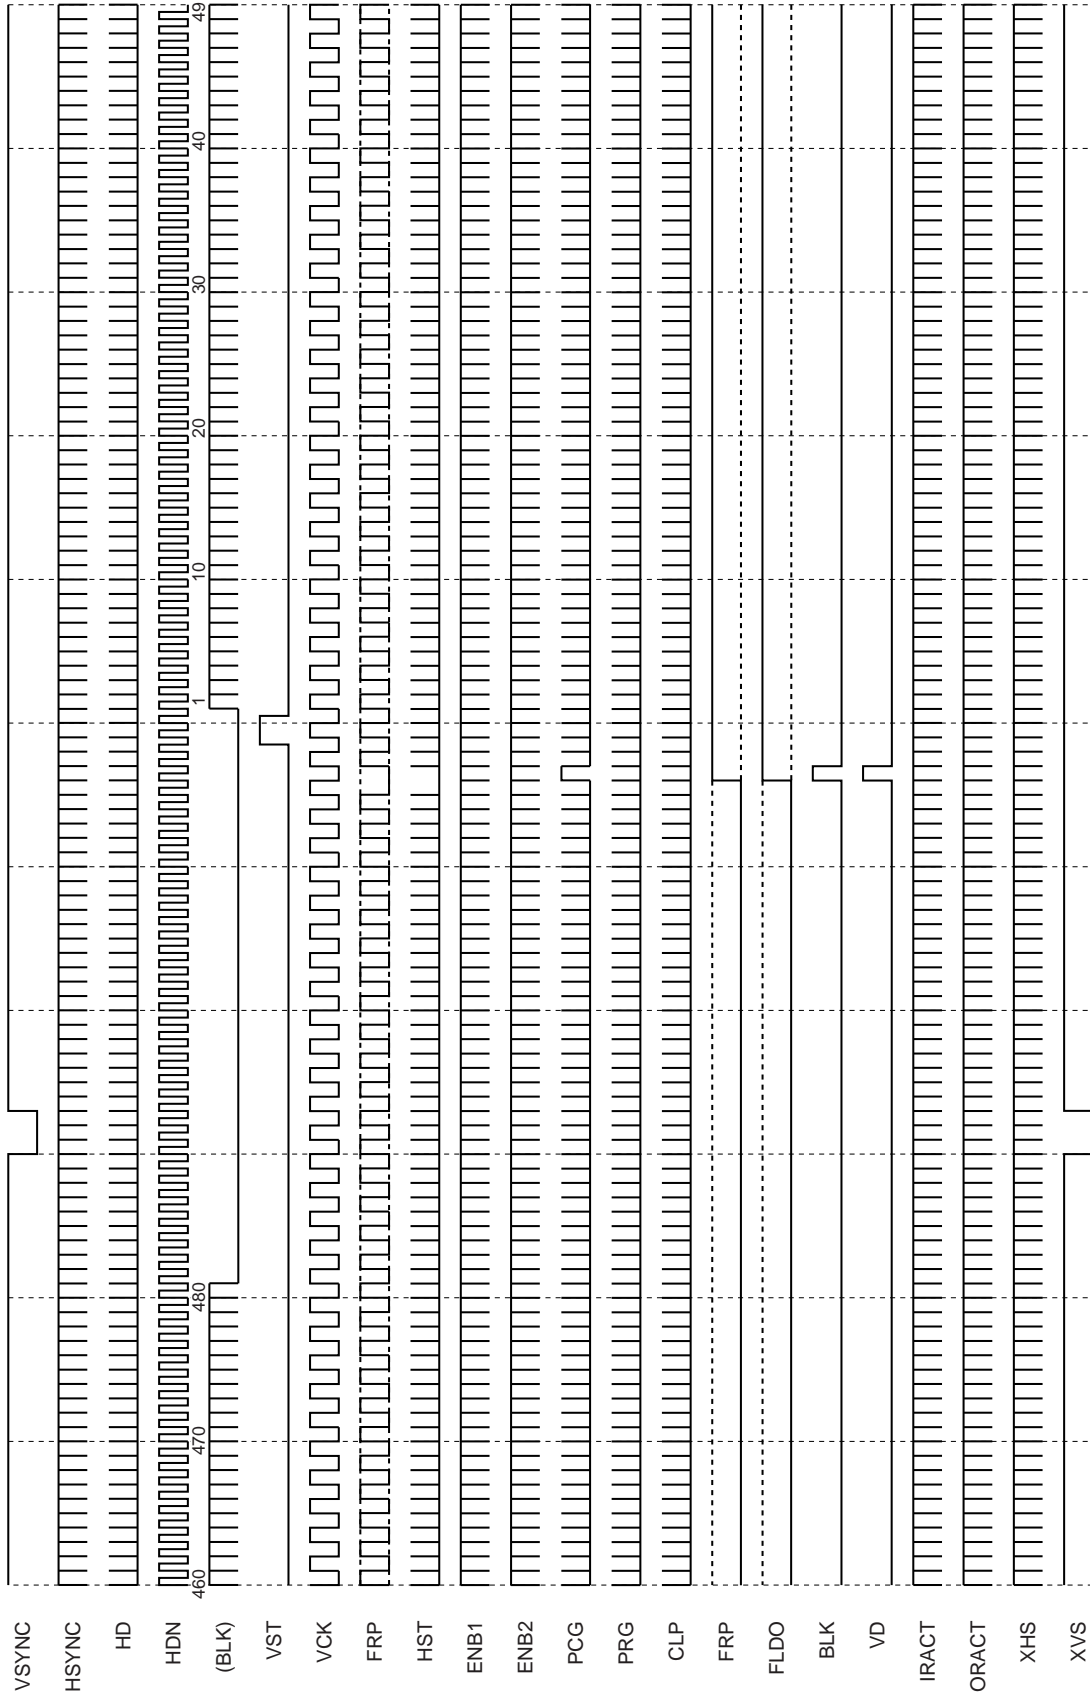 VSYNC
HSYNC
HD
HDN
(BLK)
460
470
480
1
10
20
30
40
49
VST
VCK
FRP
HST
ENB1
ENB2
PCG
PRG
CLP
FRP
FLDO
BLK
VD
IRACT
ORACT
XHS
XVS